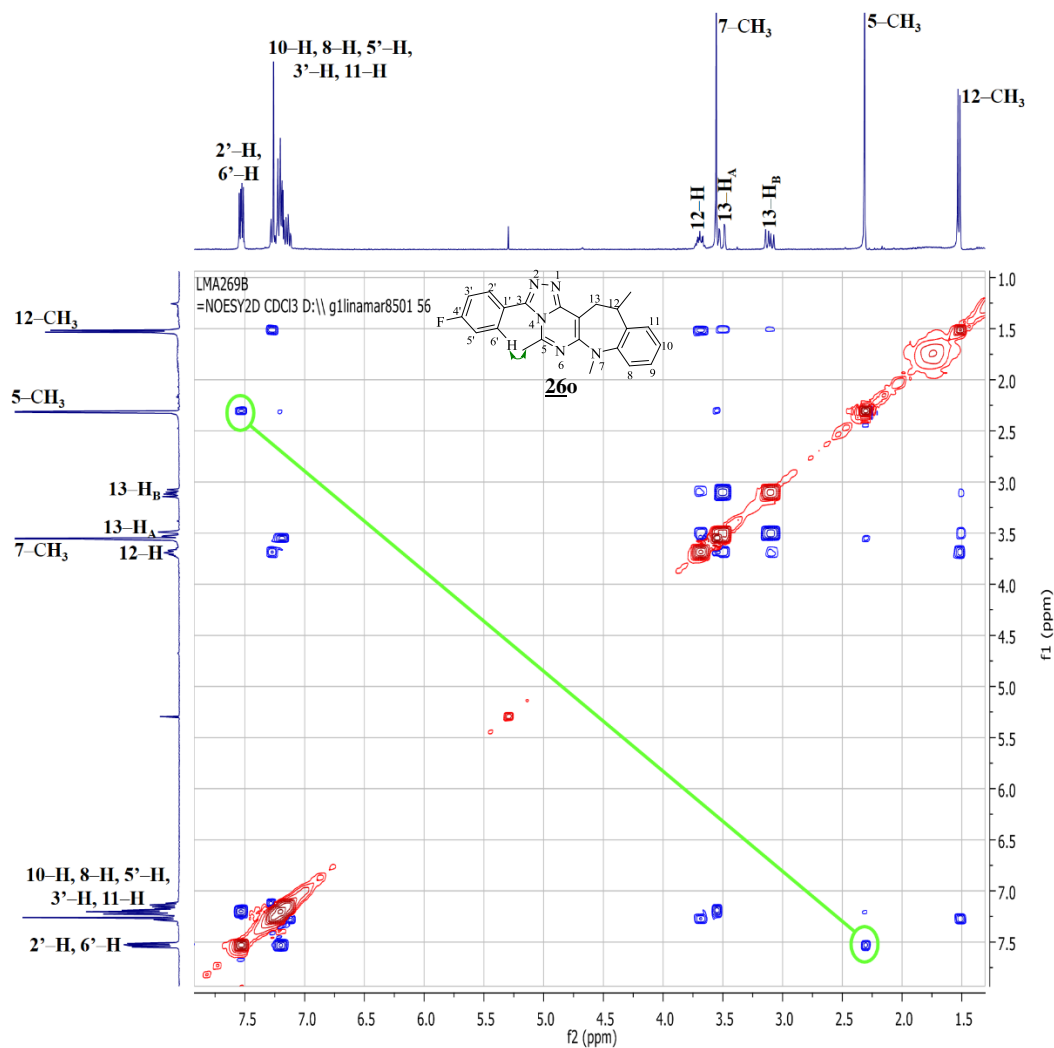 10–H, 8–H, 5'–H,
3'–H, 11–H
7–CH₃
5–CH₃
12–CH₃
2'–H,
6'–H
12–H
13–H_A
13–H_B
LMA269B
=NOESY2D CDCl3 D:\\ g1linamar8501 56
F
1'
2'
3'
4'
5'
6'
H
N
2
N
1
3
N
4
5
N
6
N
7
8
9
10
11
12
13
26o
12–CH₃
5–CH₃
13–H_B
13–H_A
7–CH₃
12–H
10–H, 8–H, 5'–H,
3'–H, 11–H
2'–H, 6'–H
1.0
1.5
2.0
2.5
3.0
3.5
4.0
4.5
5.0
5.5
6.0
6.5
7.0
7.5
f1 (ppm)
7.5 7.0 6.5 6.0 5.5 5.0 4.5 4.0 3.5 3.0 2.5 2.0 1.5
f2 (ppm)